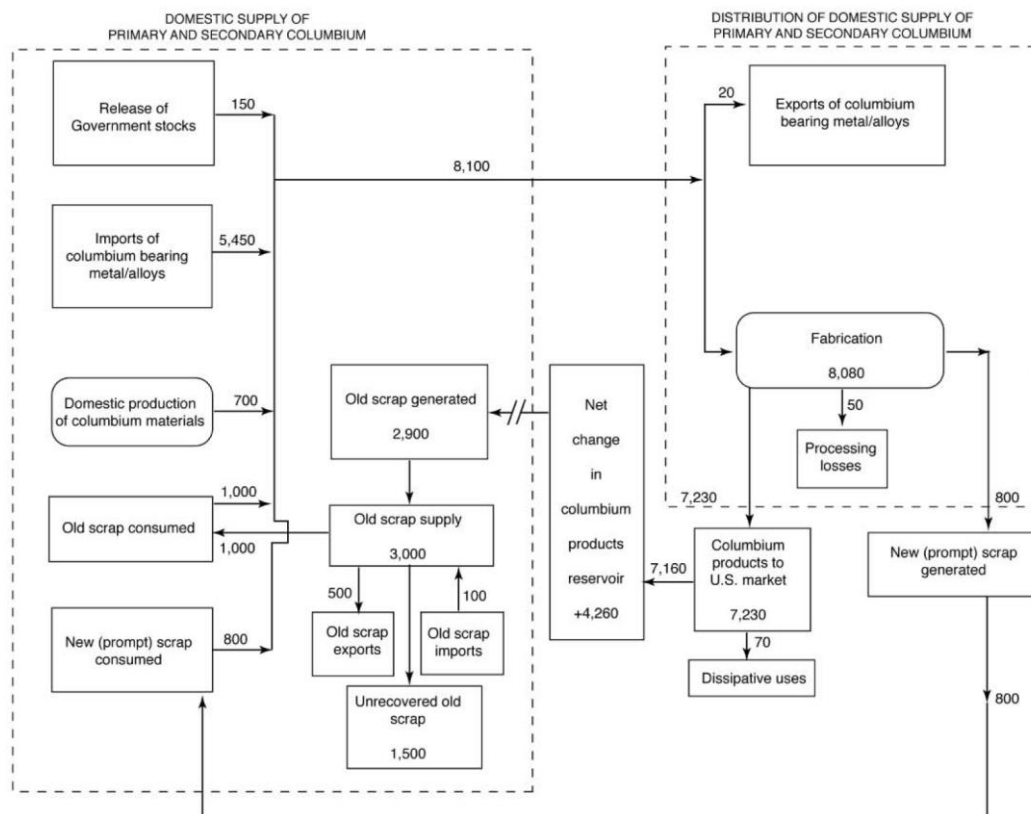 DOMESTIC SUPPLY OF
PRIMARY AND SECONDARY COLUMBIUM
DISTRIBUTION OF DOMESTIC SUPPLY OF
PRIMARY AND SECONDARY COLUMBIUM
Release of
Government stocks
150
8,100
20
Exports of columbium
bearing metal/alloys
Imports of
columbium bearing
metal/alloys
5,450
Domestic production
of columbium materials
700
Old scrap generated
2,900
Net
change
in
columbium
products
reservoir
+4,260
Fabrication
8,080
50
Processing
losses
Old scrap consumed
1,000
1,000
Old scrap supply
3,000
500
100
Old scrap
exports
Old scrap
imports
7,230
800
Columbium
products to
U.S. market
7,230
7,160
New (prompt) scrap
generated
New (prompt) scrap
consumed
800
Unrecovered old
scrap
1,500
70
Dissipative uses
800